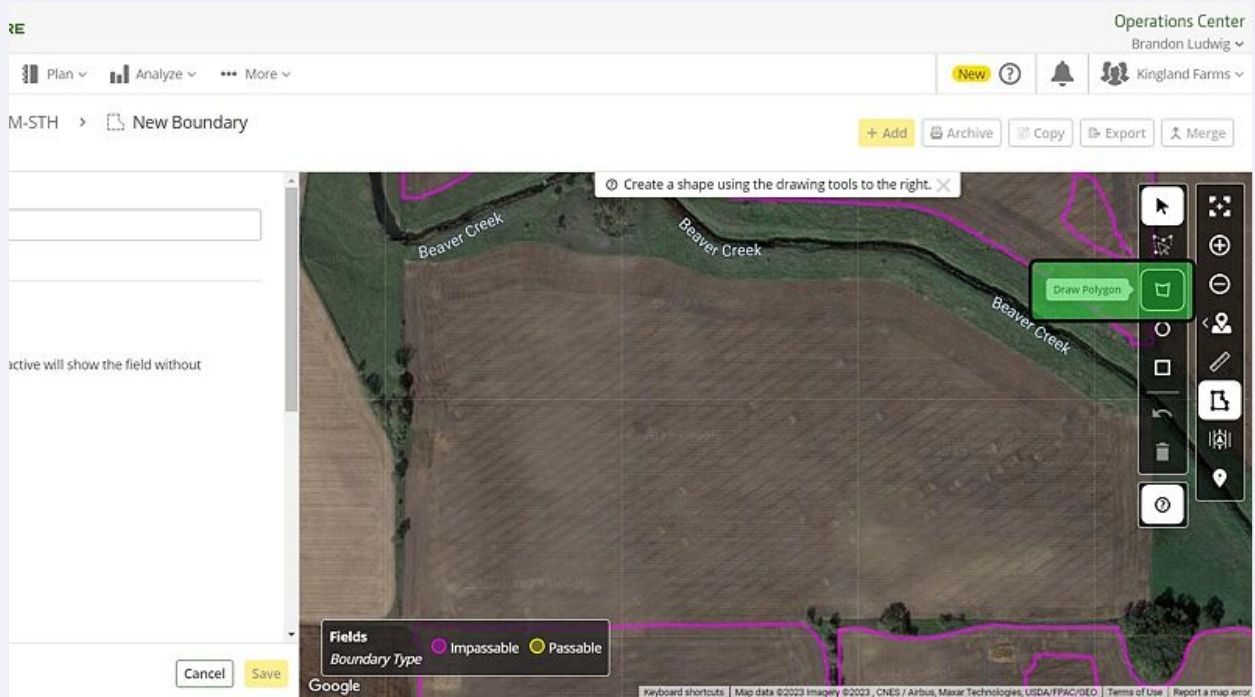 RE
Operations Center
Brandon Ludwig
Plan
Analyze
More
New
Kingland Farms
M-STH > New Boundary
+ Add
Archive
Copy
Export
Merge
Create a shape using the drawing tools to the right.
Beaver Creek
Beaver Creek
Beaver Creek
Draw Polygon
active will show the field without
Fields
Boundary Type
Impassable
Passable
Cancel
Save
Google
Keyboard shortcuts
Map data ©2023 Imagery ©2023 , CNES / Airbus, Maxar Technologies, USDA/FPAC/GEO
Terms of Use
Report a map error